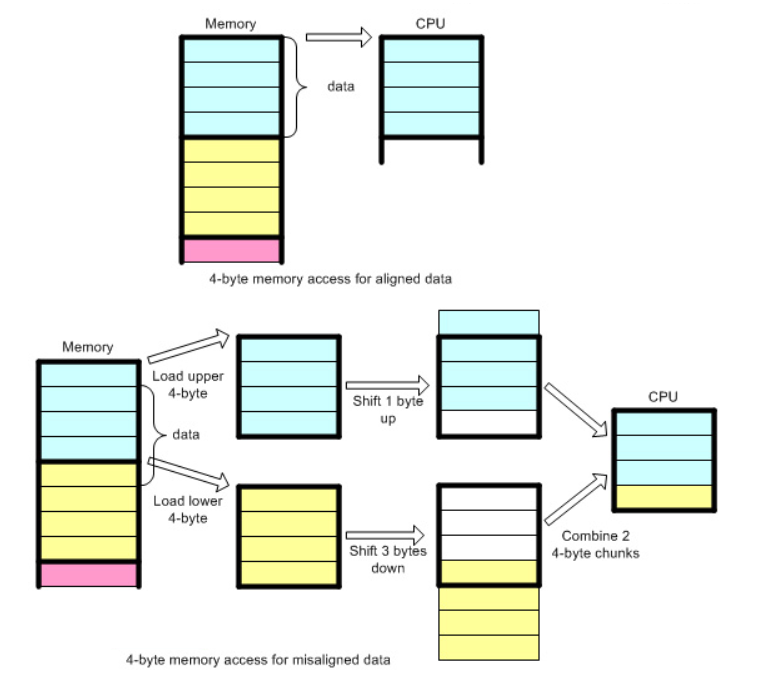 Memory
CPU
data
4-byte memory access for aligned data
Memory
Load upper
4-byte
Shift 1 byte
up
CPU
data
Load lower
4-byte
Shift 3 bytes
down
Combine 2
4-byte chunks
4-byte memory access for misaligned data